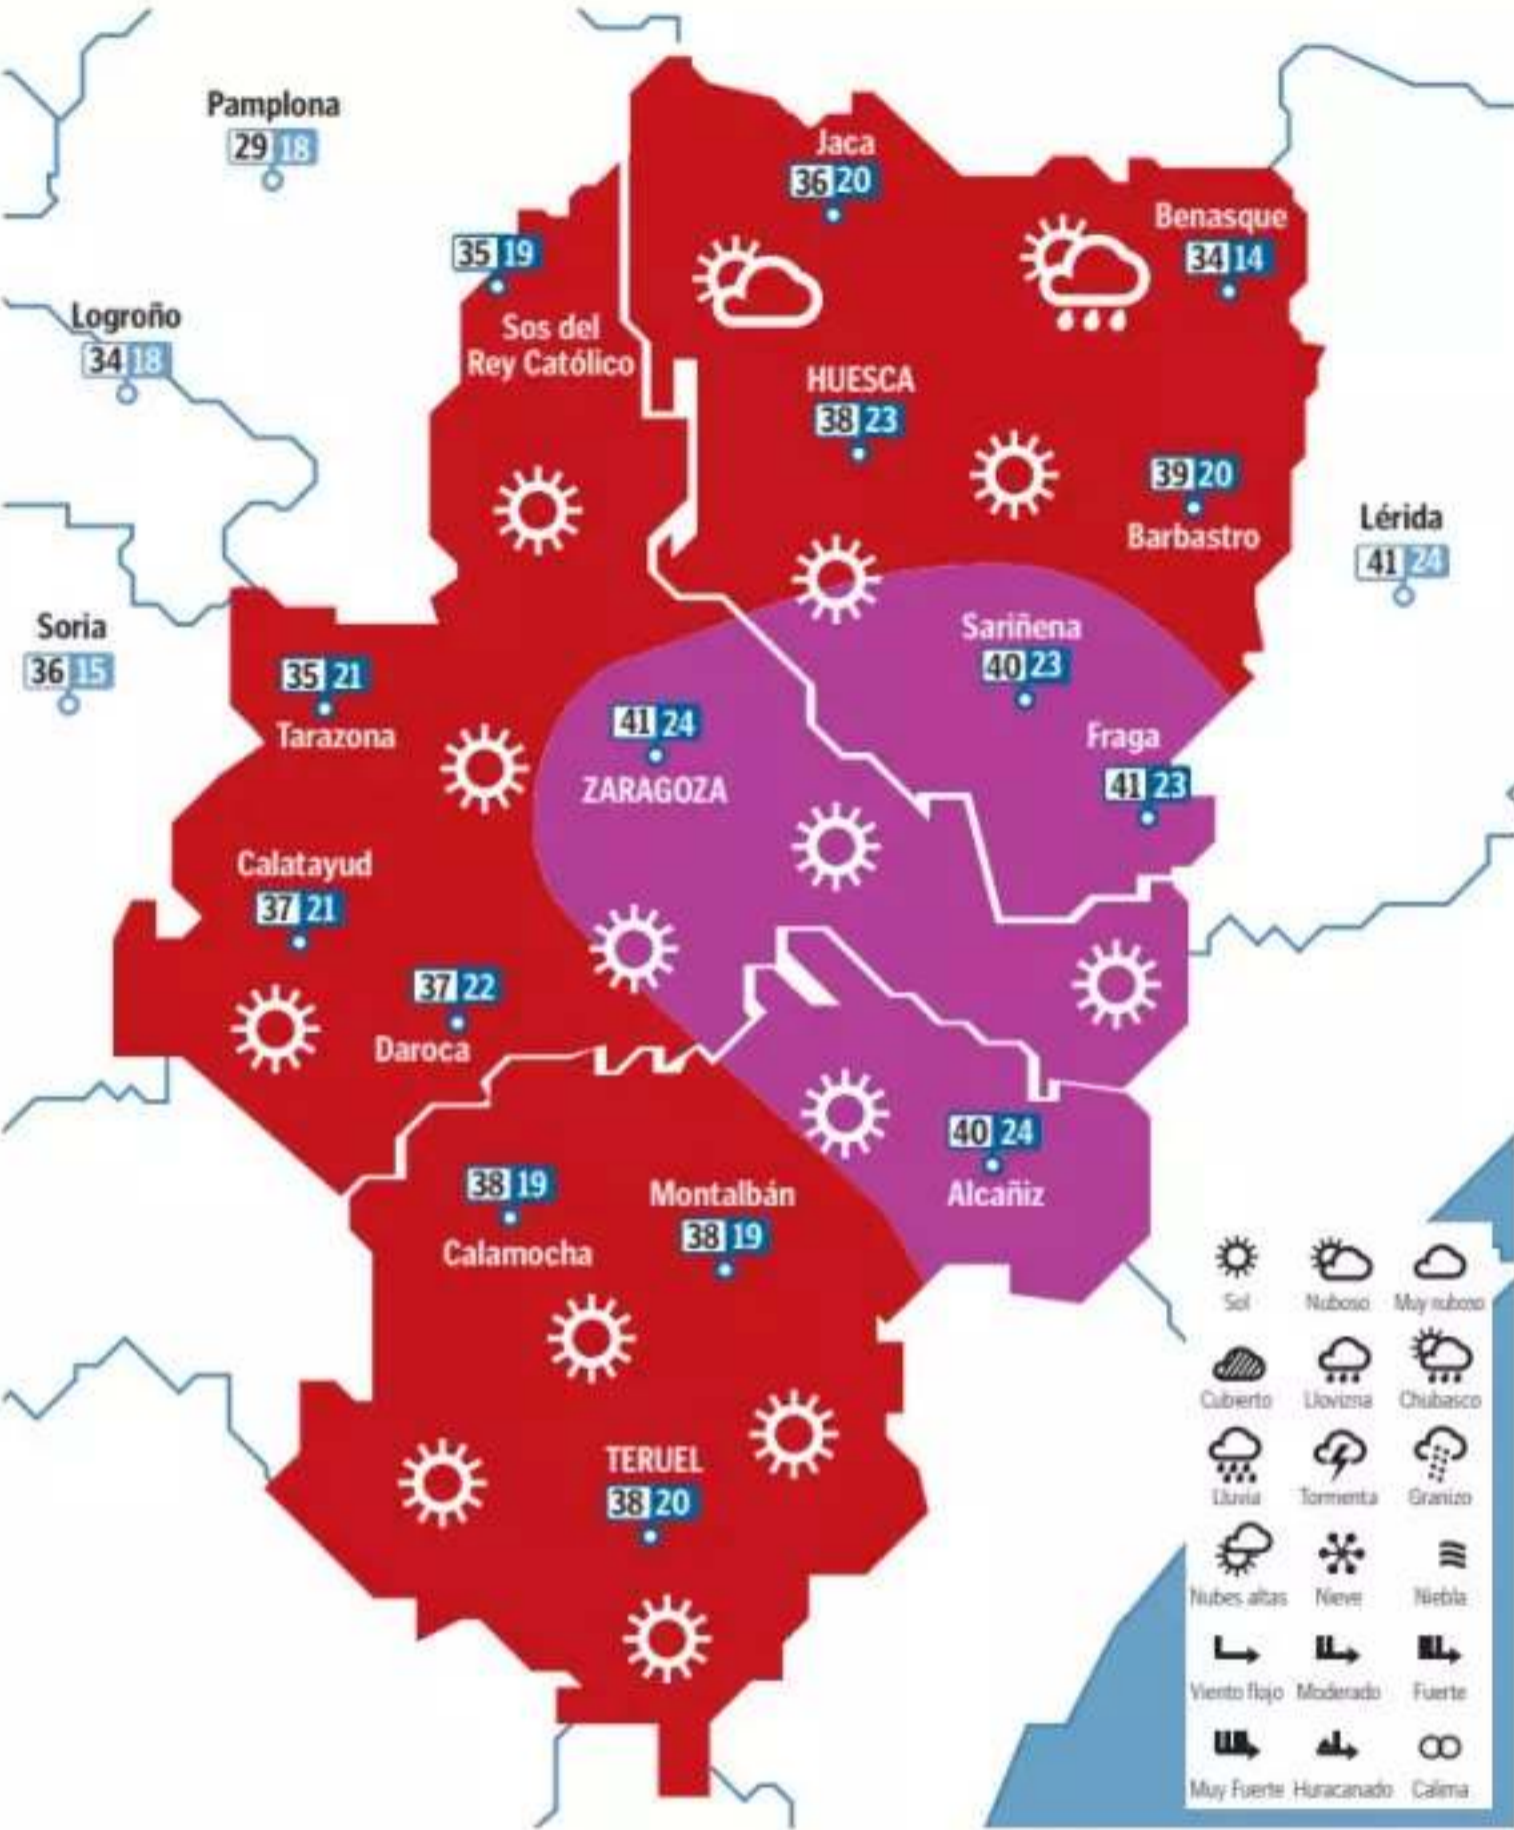 Pamplona
29 18
Jaca
36 20
Benasque
34 14
35 19
Sos del
Rey Católico
Logroño
34 18
HUESCA
38 23
39 20
Barbastro
Lérida
41 24
Soria
36 15
Sariñena
40 23
35 21
Tarazona
41 24
ZARAGOZA
Fraga
41 23
Calatayud
37 21
37 22
Daroca
40 24
Alcañiz
38 19
Calamocha
Montalbán
38 19
TERUEL
38 20
Sol Nuboso Muy nuboso
Cubierto Llovizna Chubasco
Lluvia Tormenta Granizo
Nubes altas Nieve Niebla
Viento flojo Moderado Fuerte
Muy Fuerte Huracanado Calima